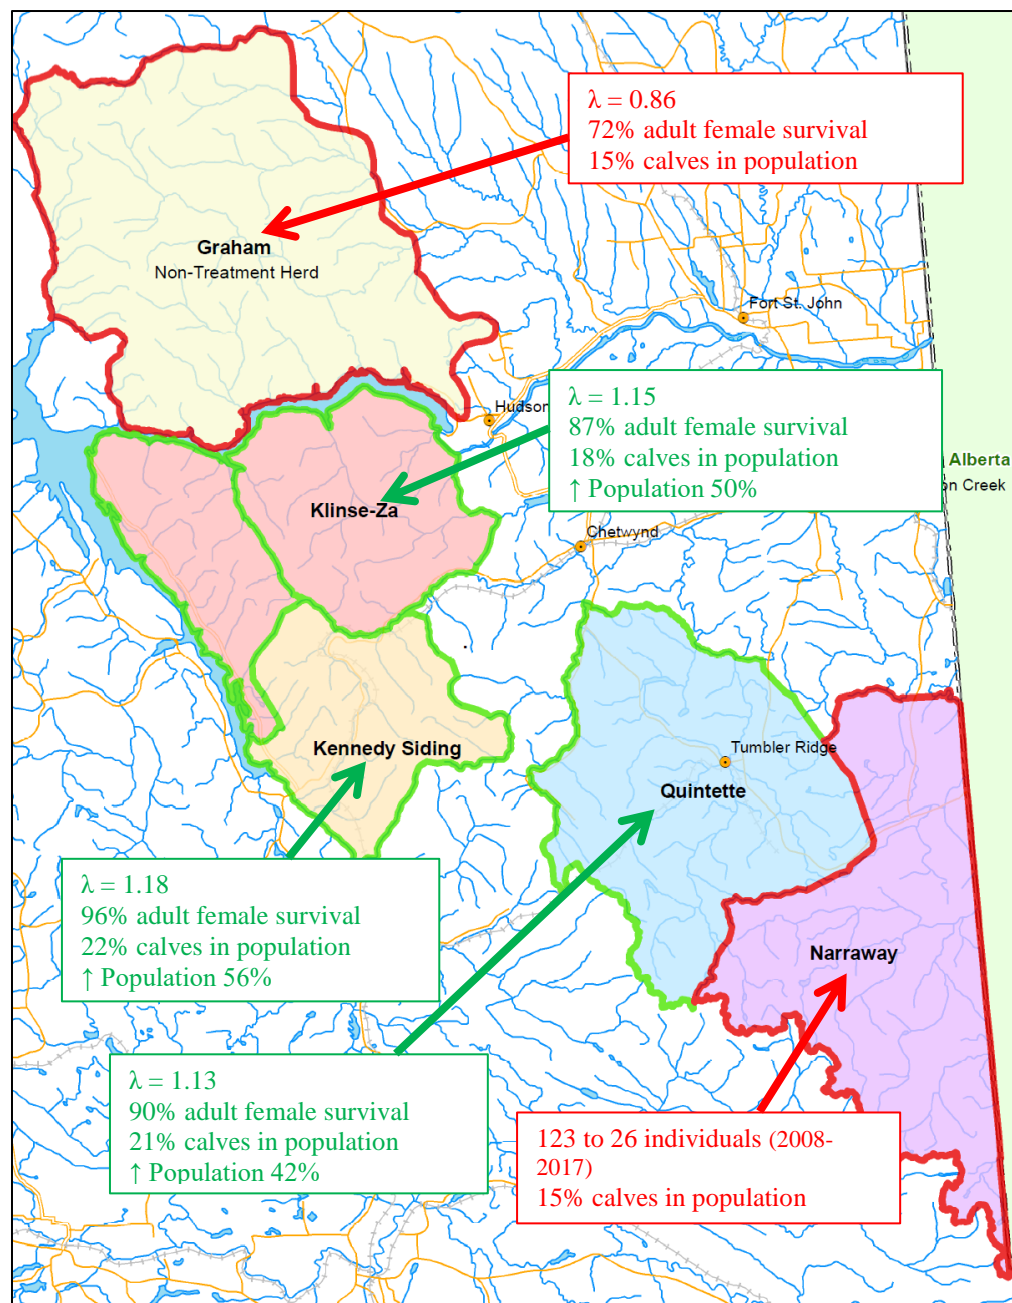 λ = 0.86
72% adult female survival
15% calves in population
Graham
Non-Treatment Herd
Fort St. John
λ = 1.15
87% adult female survival
18% calves in population
↑ Population 50%
Hudson
Alberta
on Creek
Klinse-Za
Chetwynd
Kennedy Siding
Tumbler Ridge
Quintette
λ = 1.18
96% adult female survival
22% calves in population
↑ Population 56%
Narraway
λ = 1.13
90% adult female survival
21% calves in population
↑ Population 42%
123 to 26 individuals (2008-
2017)
15% calves in population